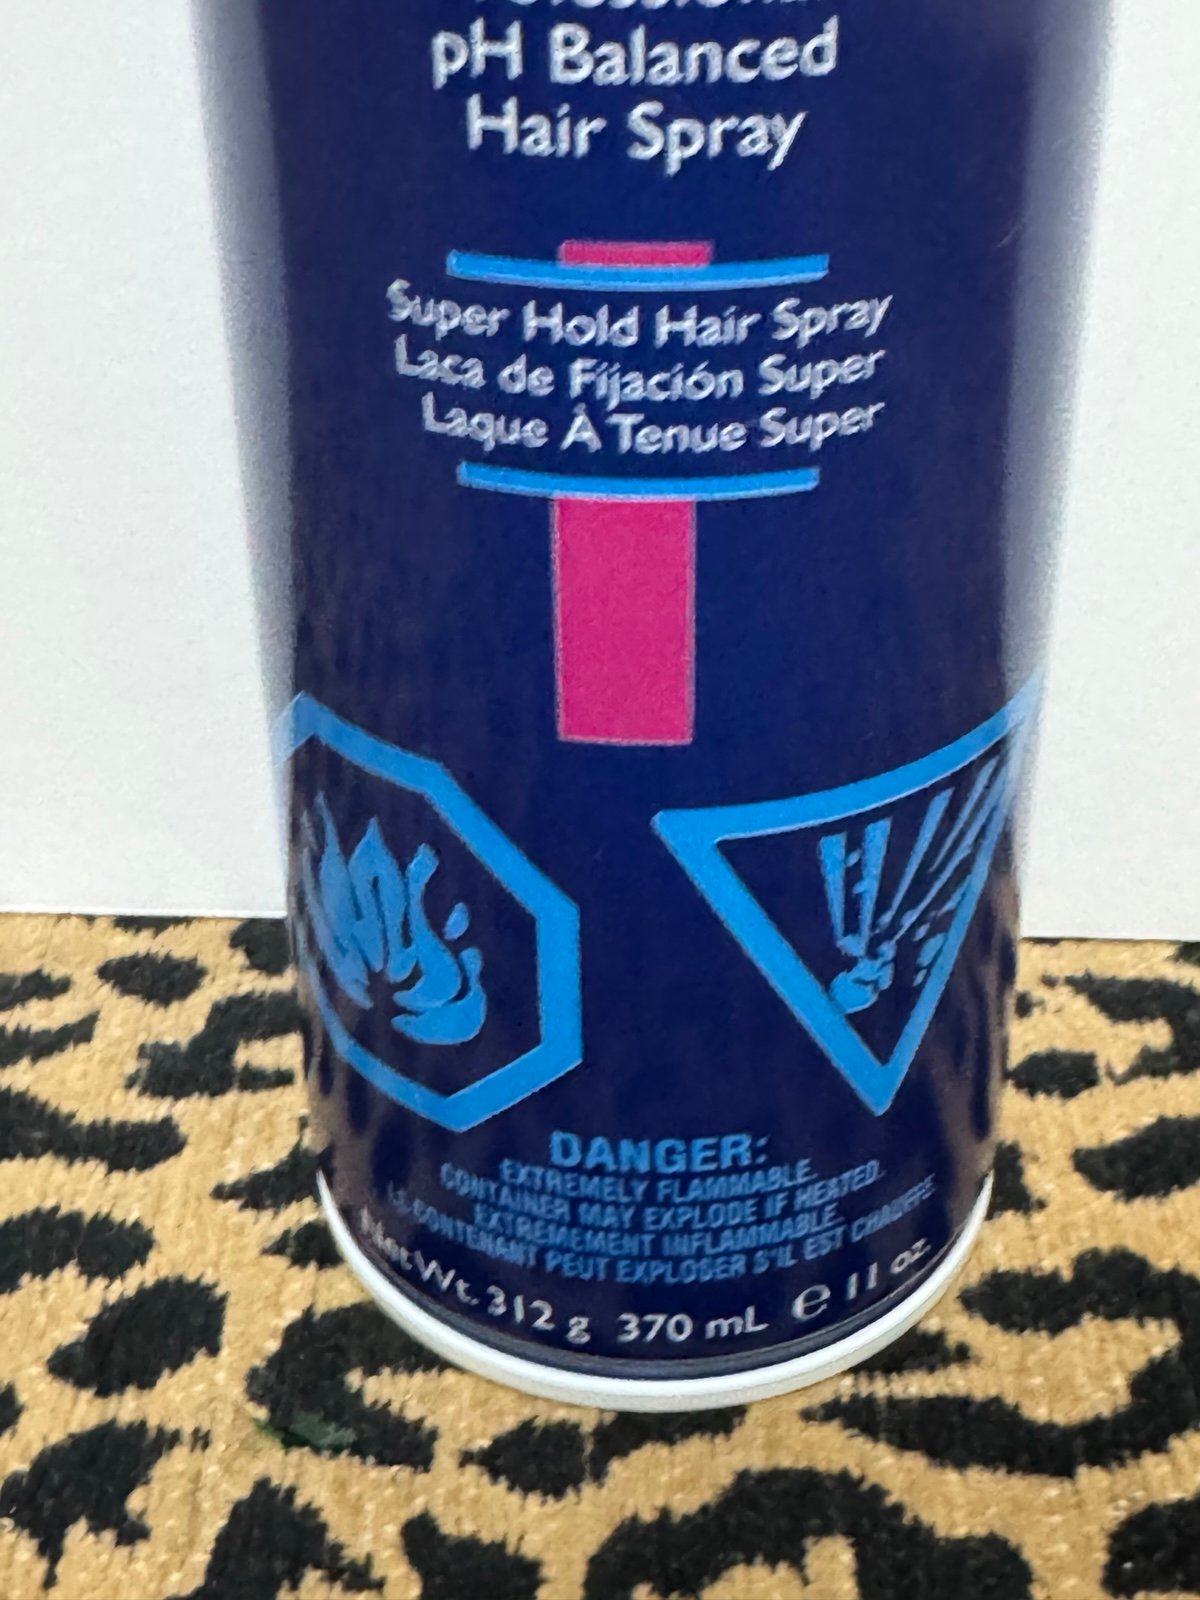 Professional
pH Balanced
Hair Spray
Super Hold Hair Spray
Laca de Fijación Super
Laque À Tenue Super
DANGER:
EXTREMELY FLAMMABLE.
CONTAINER MAY EXPLODE IF HEATED.
EXTREMEMENT INFLAMMABLE.
LE CONTENANT PEUT EXPLOSER S'IL EST CHAUFFE.
Net Wt. 312 g 370 mL e 11 oz.